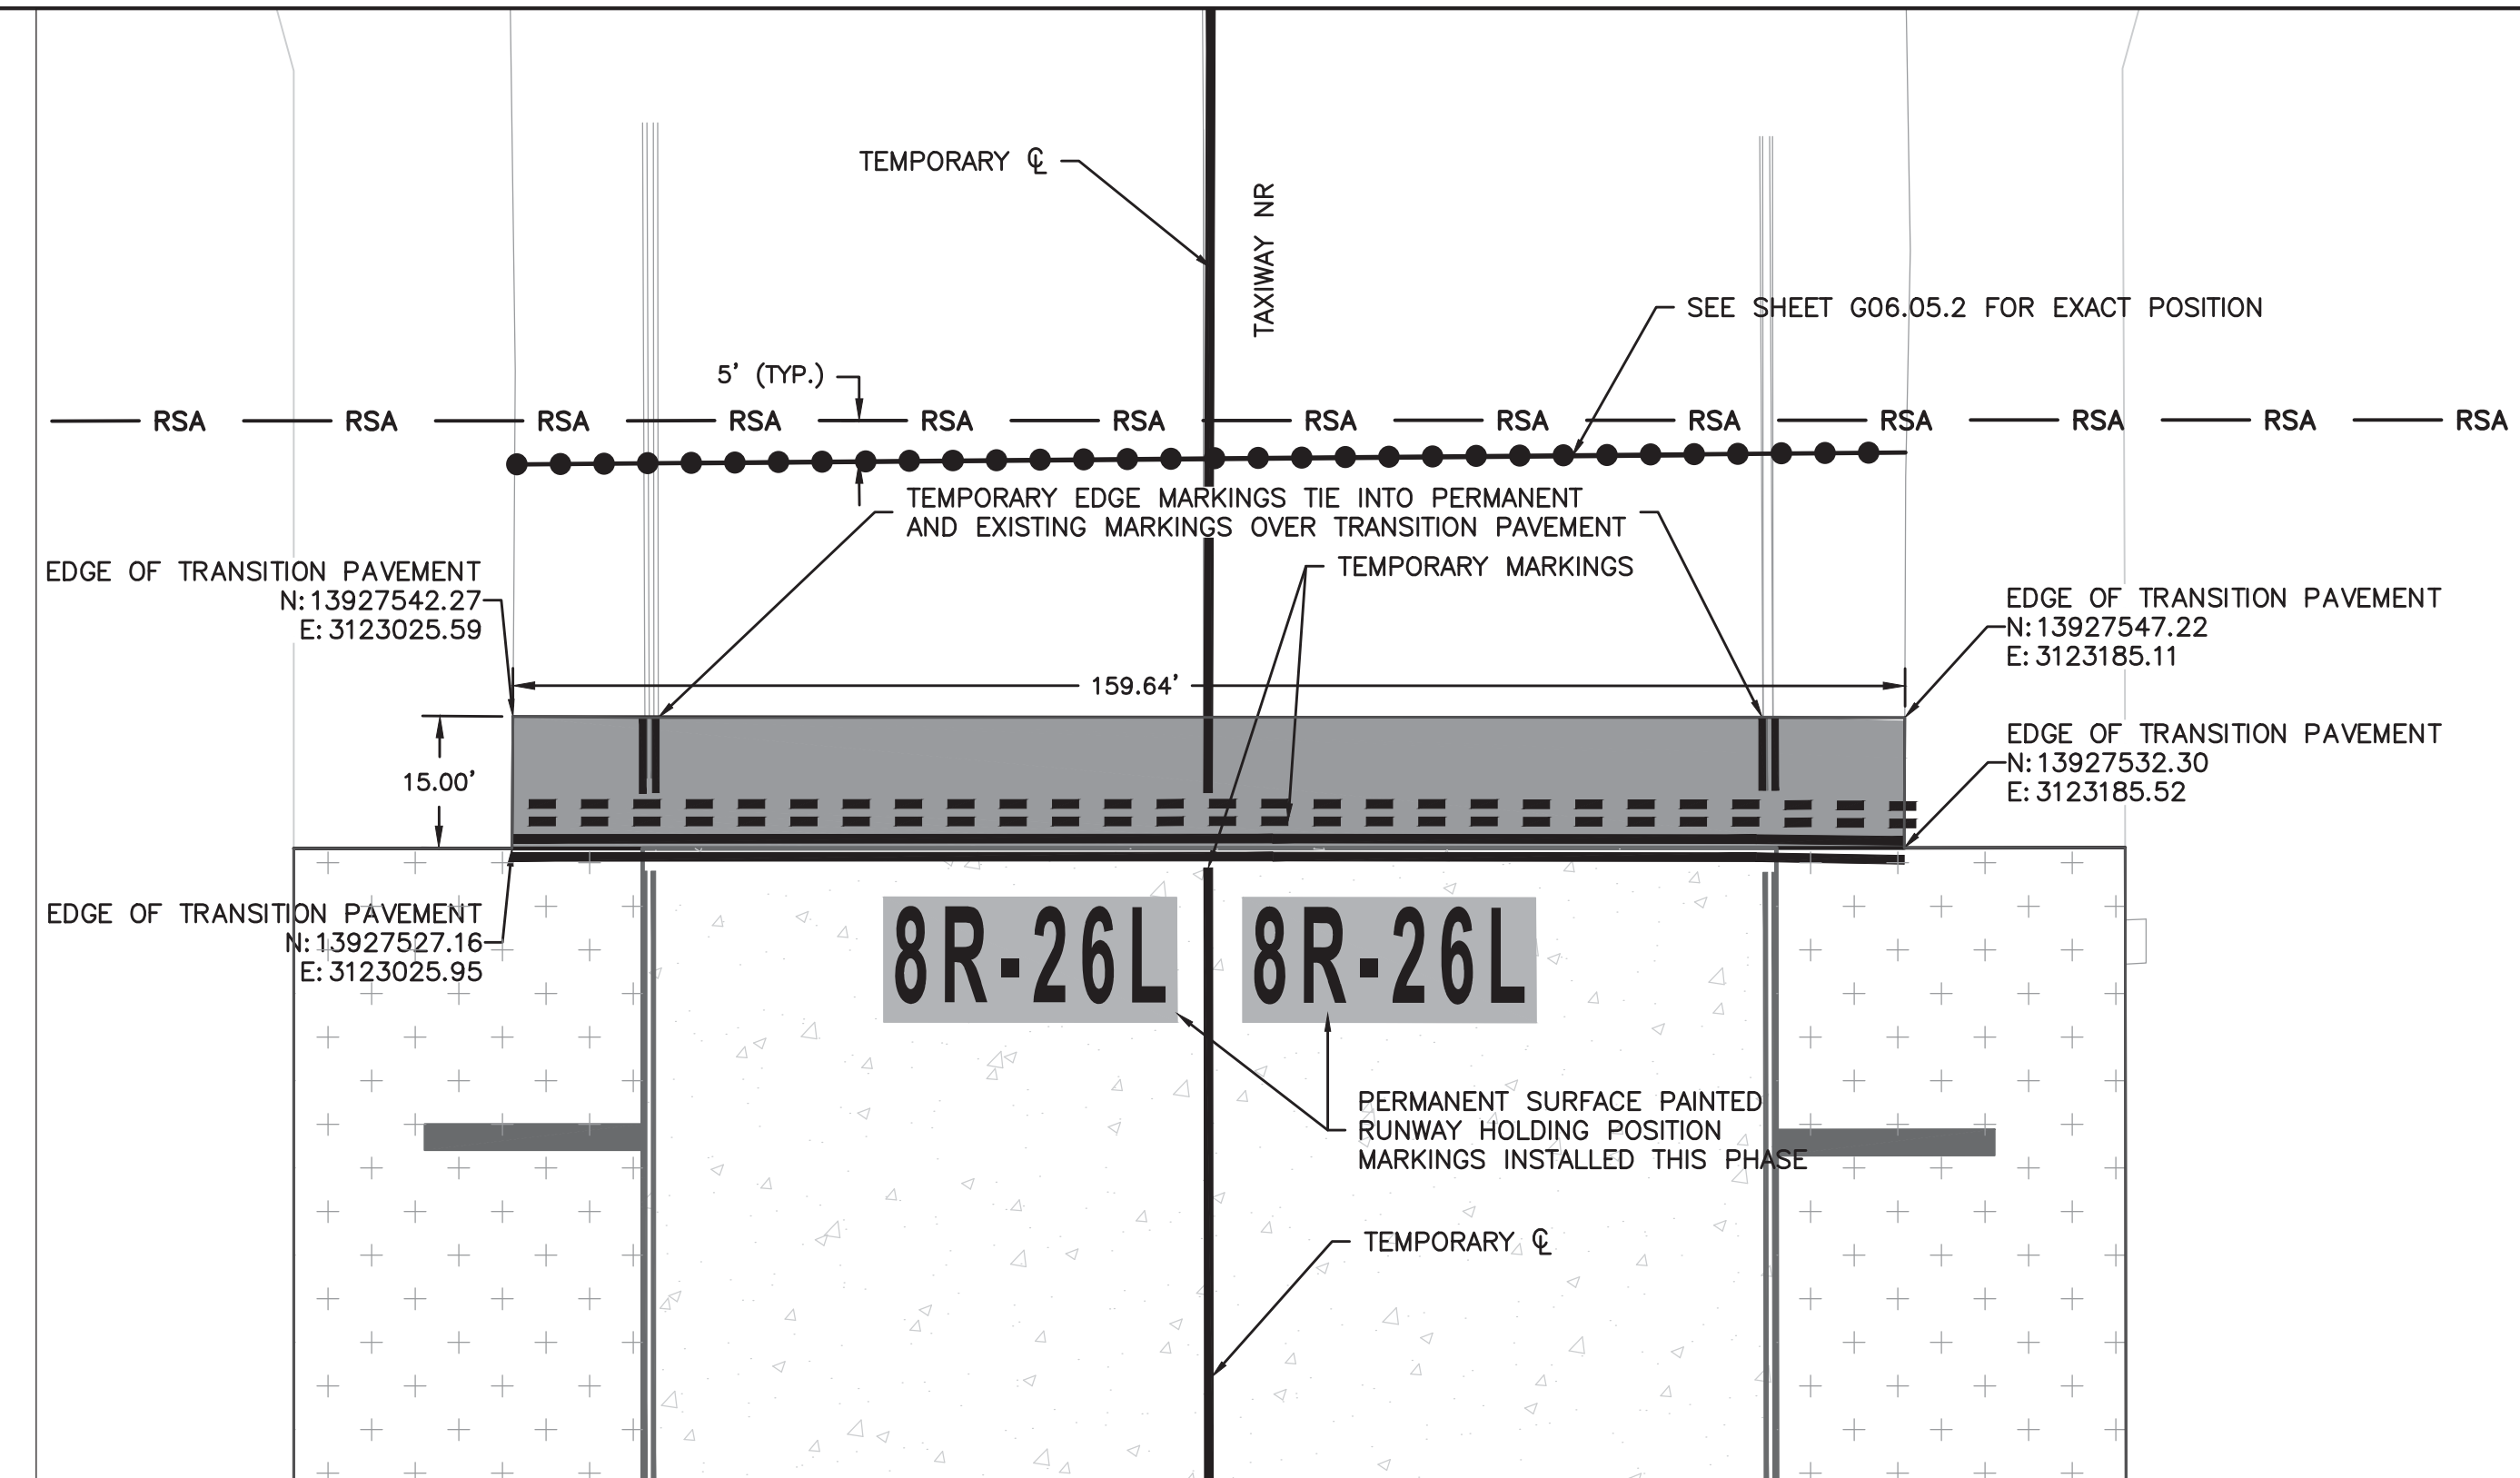 TEMPORARY ℄
TAXIWAY NR
SEE SHEET G06.05.2 FOR EXACT POSITION
5' (TYP.)
RSA RSA RSA RSA RSA RSA RSA RSA RSA RSA RSA RSA RSA
TEMPORARY EDGE MARKINGS TIE INTO PERMANENT
AND EXISTING MARKINGS OVER TRANSITION PAVEMENT
TEMPORARY MARKINGS
EDGE OF TRANSITION PAVEMENT
N: 13927542.27
E: 3123025.59
EDGE OF TRANSITION PAVEMENT
N: 13927547.22
E: 3123185.11
159.64'
15.00'
EDGE OF TRANSITION PAVEMENT
N: 13927532.30
E: 3123185.52
EDGE OF TRANSITION PAVEMENT
N: 13927527.16
E: 3123025.95
8R-26L 8R-26L
PERMANENT SURFACE PAINTED
RUNWAY HOLDING POSITION
MARKINGS INSTALLED THIS PHASE
TEMPORARY ℄